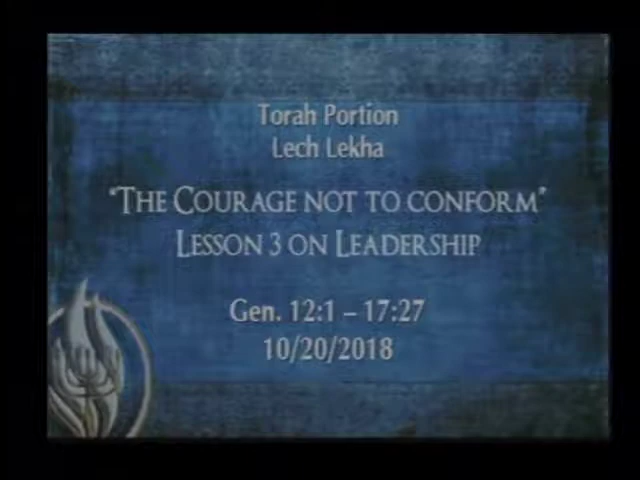 Torah Portion
Lech Lekha
"The Courage not to conform"
Lesson 3 on Leadership
Gen. 12:1 – 17:27
10/20/2018